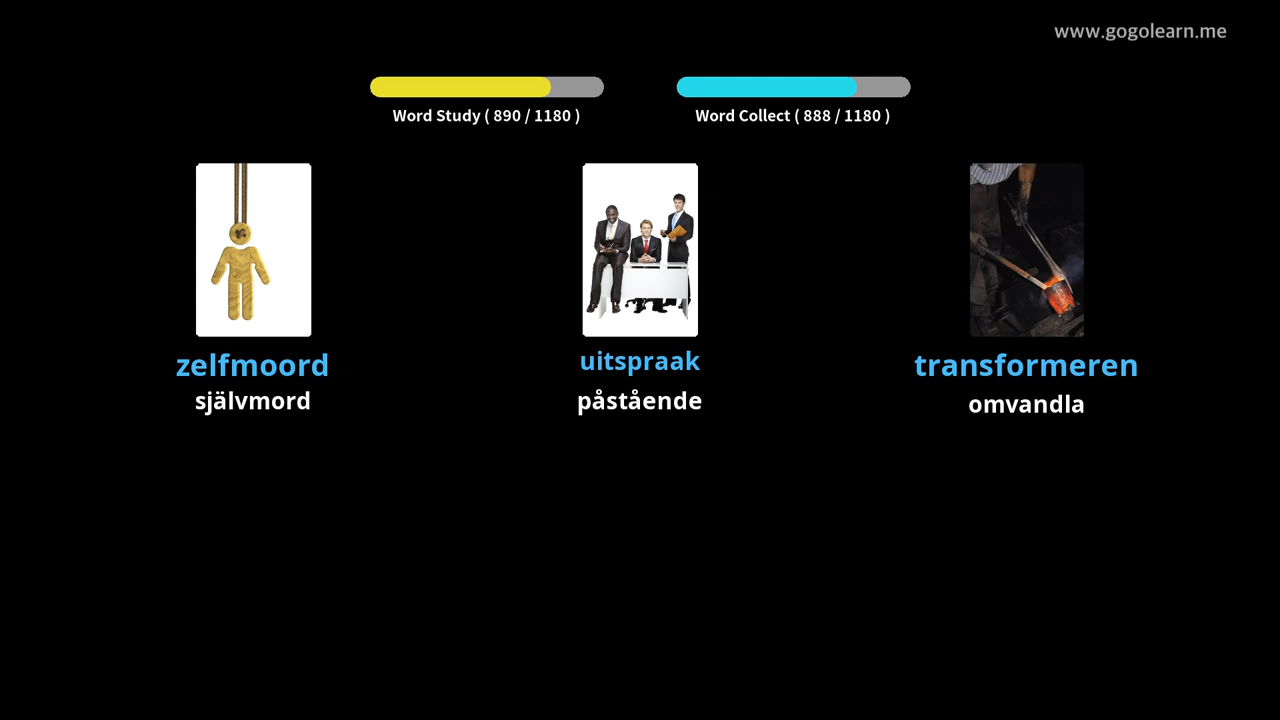 www.gogolearn.me
Word Study ( 890 / 1180 )
Word Collect ( 888 / 1180 )
zelfmoord
självmord
uitspraak
påstående
transformeren
omvandla